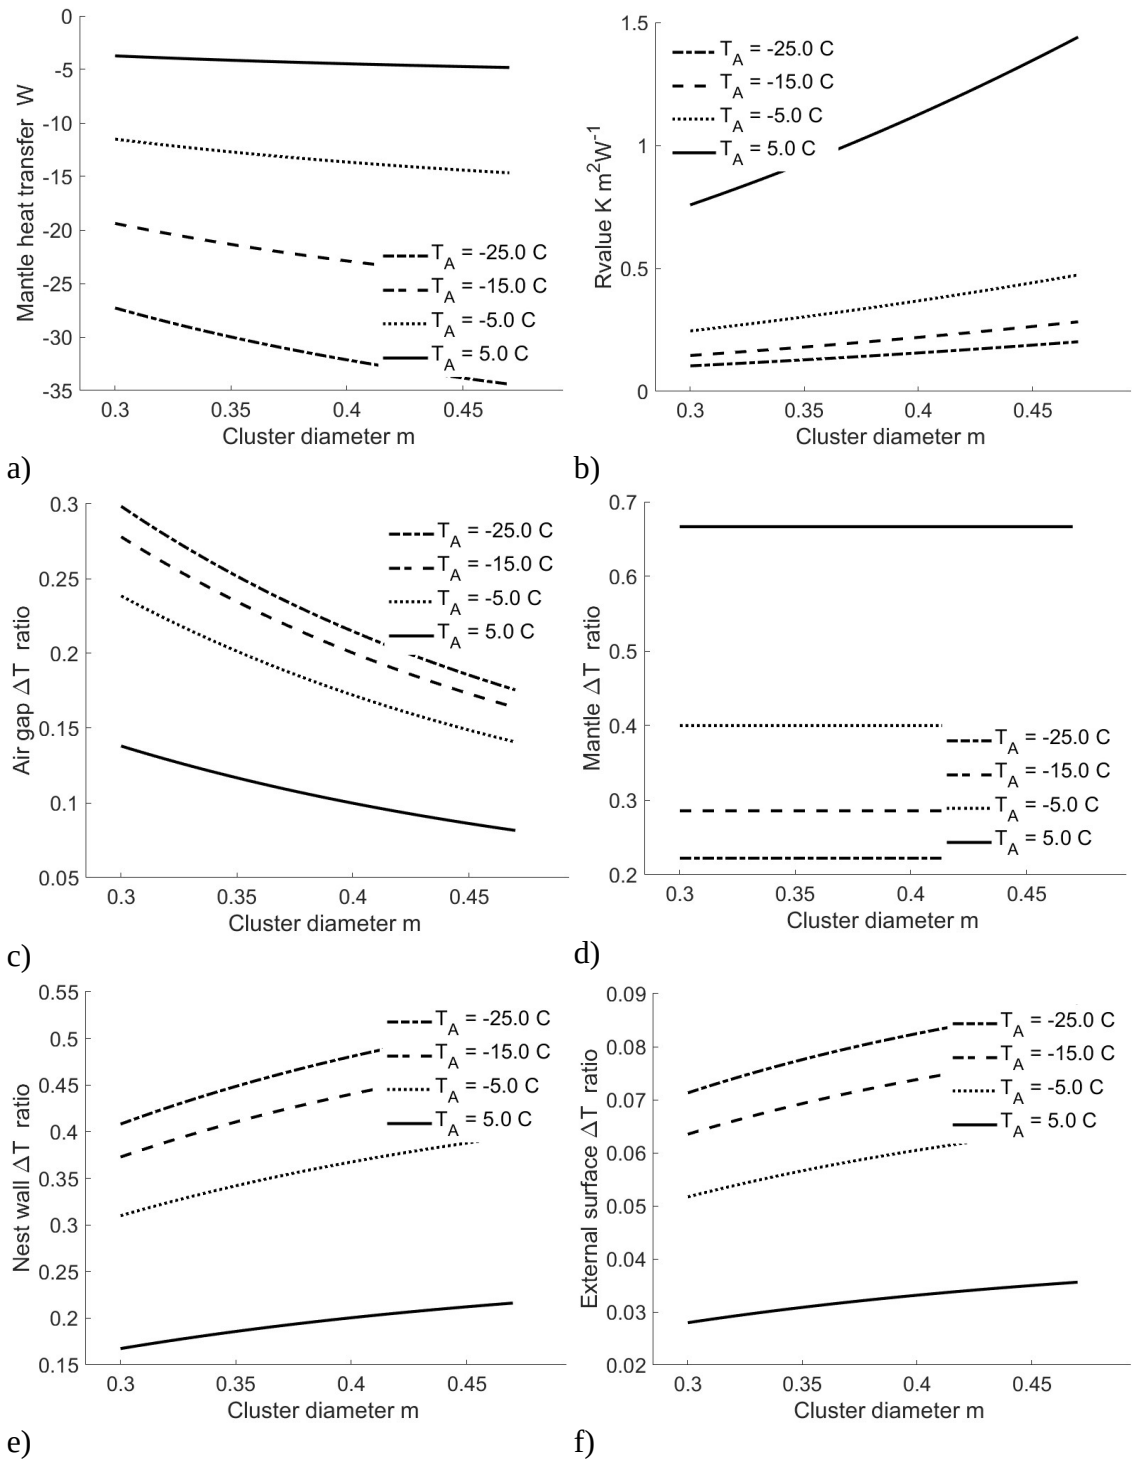 0
-5
-10
-15
-20
-25
-30
-35
Mantle heat transfer W
T_A = -25.0 C
T_A = -15.0 C
T_A = -5.0 C
T_A = 5.0 C
0.3 0.35 0.4 0.45
Cluster diameter m
a)
1.5
1
0.5
0
Rvalue K m²W⁻¹
T_A = -25.0 C
T_A = -15.0 C
T_A = -5.0 C
T_A = 5.0 C
0.3 0.35 0.4 0.45
Cluster diameter m
b)
0.3
0.25
0.2
0.15
0.1
0.05
Air gap ΔT ratio
T_A = -25.0 C
T_A = -15.0 C
T_A = -5.0 C
T_A = 5.0 C
0.3 0.35 0.4 0.45
Cluster diameter m
c)
0.7
0.6
0.5
0.4
0.3
0.2
Mantle ΔT ratio
T_A = -25.0 C
T_A = -15.0 C
T_A = -5.0 C
T_A = 5.0 C
0.3 0.35 0.4 0.45
Cluster diameter m
d)
0.55
0.5
0.45
0.4
0.35
0.3
0.25
0.2
0.15
Nest wall ΔT ratio
T_A = -25.0 C
T_A = -15.0 C
T_A = -5.0 C
T_A = 5.0 C
0.3 0.35 0.4 0.45
Cluster diameter m
e)
0.09
0.08
0.07
0.06
0.05
0.04
0.03
0.02
External surface ΔT ratio
T_A = -25.0 C
T_A = -15.0 C
T_A = -5.0 C
T_A = 5.0 C
0.3 0.35 0.4 0.45
Cluster diameter m
f)